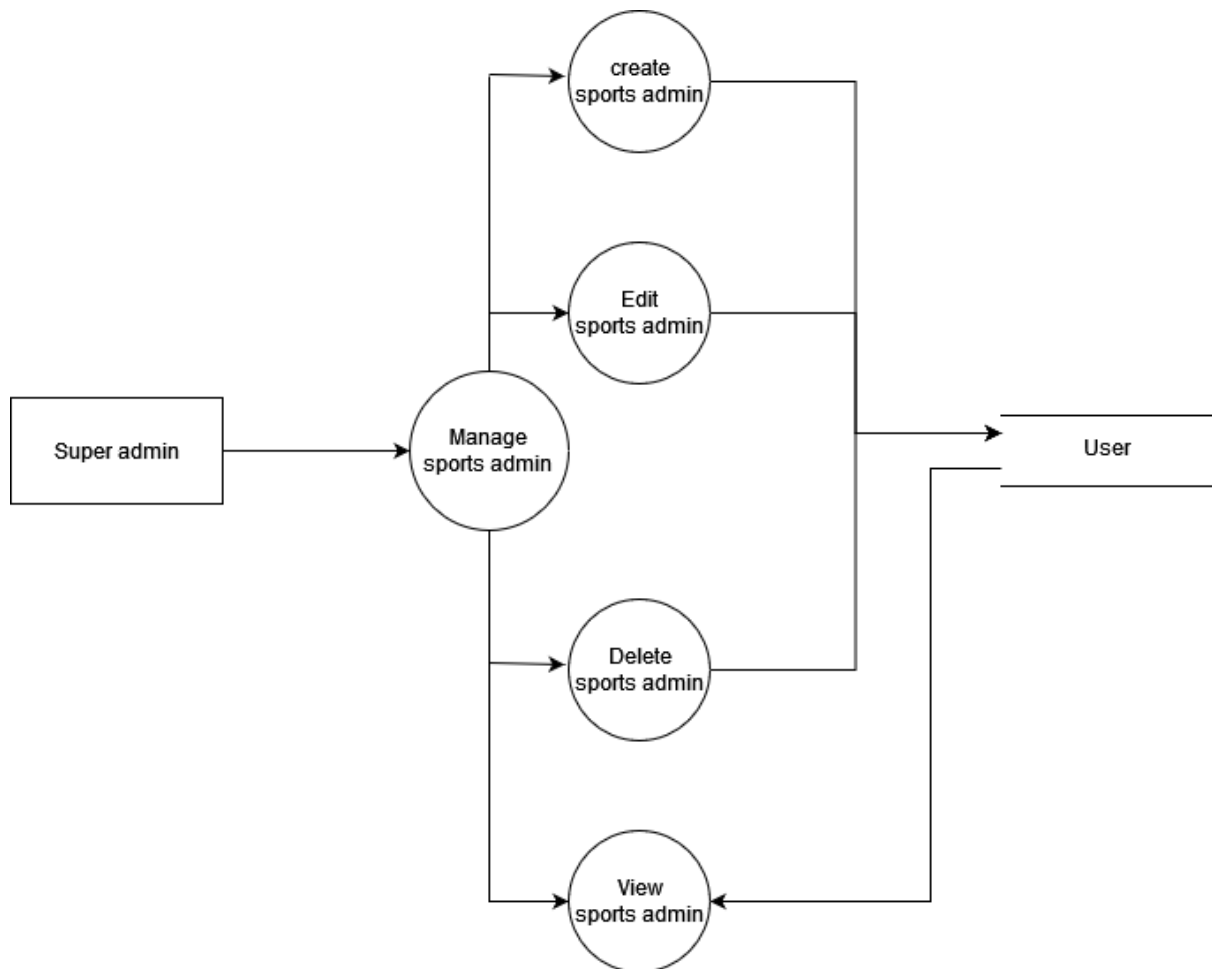 create
sports admin
Edit
sports admin
Super admin
Manage
sports admin
User
Delete
sports admin
View
sports admin